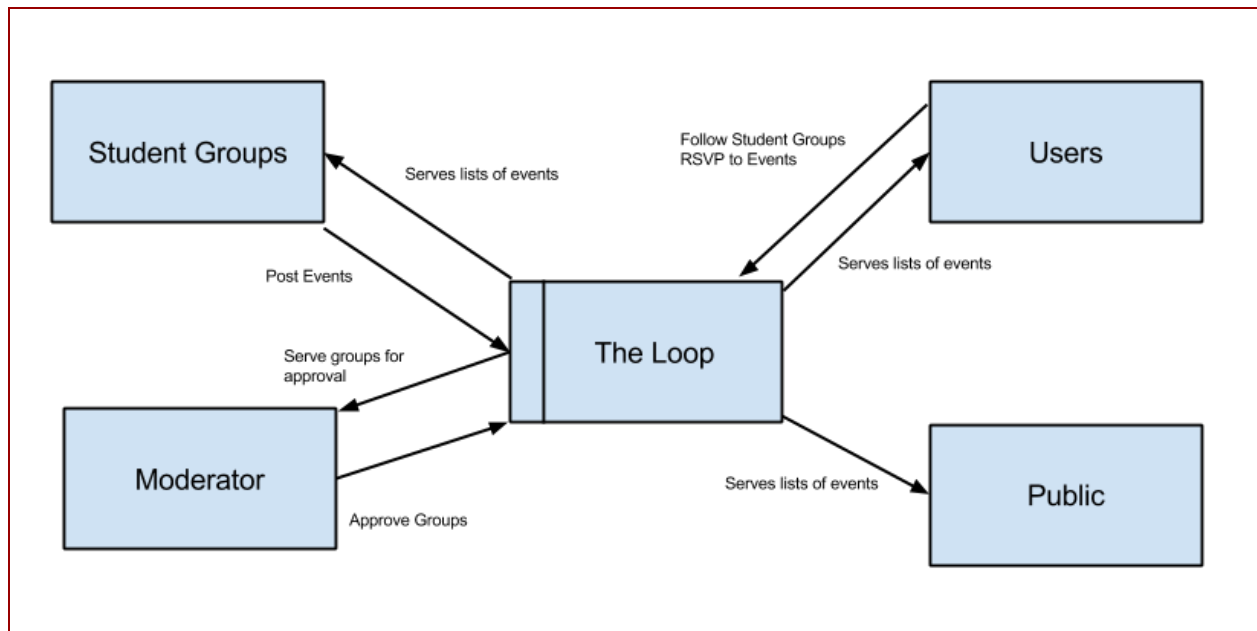 Student Groups
Serves lists of events
Follow Student Groups
RSVP to Events
Users
Post Events
Serves lists of events
Serve groups for
approval
The Loop
Moderator
Approve Groups
Serves lists of events
Public